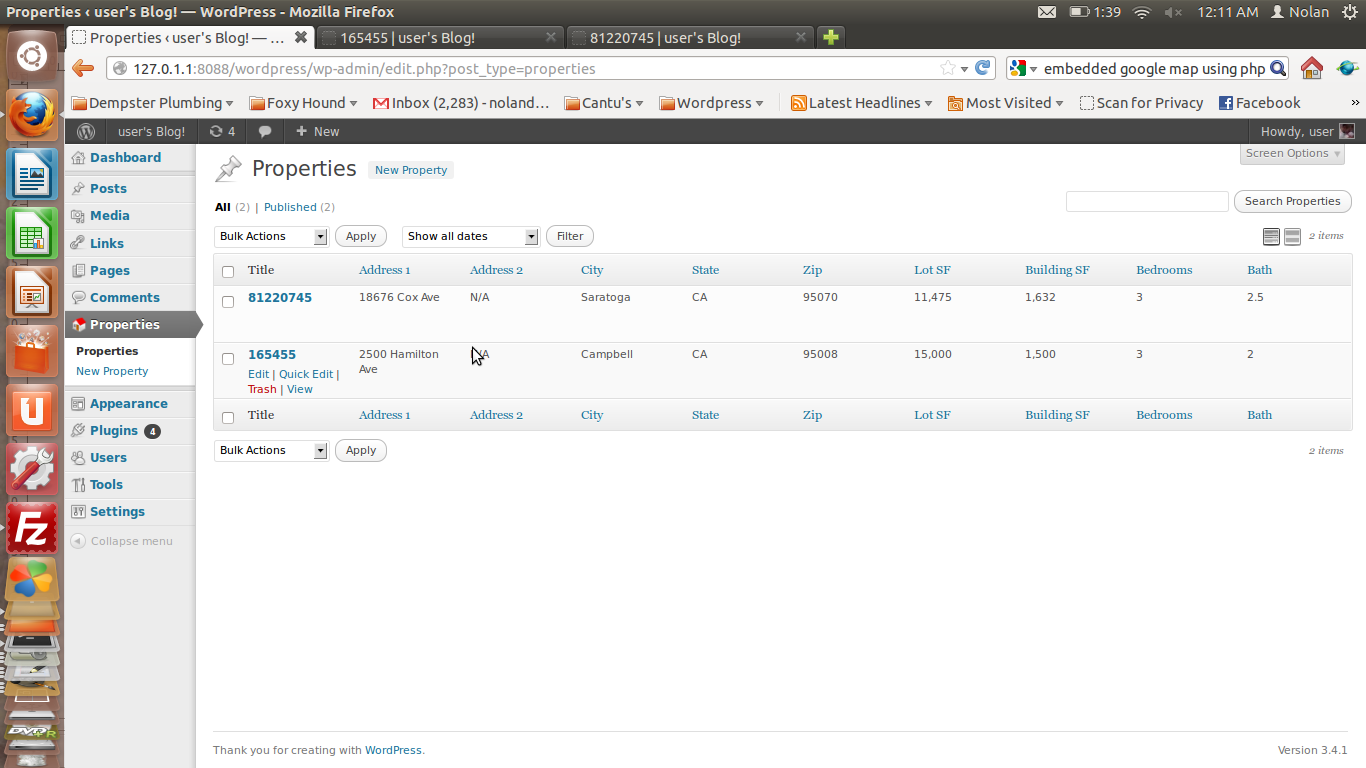 Properties ‹ user's Blog! — WordPress - Mozilla Firefox
1:39
12:11 AM
Nolan
Properties ‹ user's Blog! — ...
165455 | user's Blog!
81220745 | user's Blog!
127.0.1.1:8088/wordpress/wp-admin/edit.php?post_type=properties
embedded google map using php
Dempster Plumbing
Foxy Hound
Inbox (2,283) - noland...
Cantu's
Wordpress
Latest Headlines
Most Visited
Scan for Privacy
Facebook
»
user's Blog!
4
New
Howdy, user
Dashboard
Posts
Media
Links
Pages
Comments
Properties
Properties
New Property
Appearance
Plugins 4
Users
Tools
Settings
Collapse menu
Screen Options
Properties New Property
All (2) | Published (2)
Search Properties
Bulk Actions Apply Show all dates Filter 2 items
Title Address 1 Address 2 City State Zip Lot SF Building SF Bedrooms Bath
81220745 18676 Cox Ave N/A Saratoga CA 95070 11,475 1,632 3 2.5
165455 2500 Hamilton /A Campbell CA 95008 15,000 1,500 3 2
Ave
Edit | Quick Edit |
Trash | View
Title Address 1 Address 2 City State Zip Lot SF Building SF Bedrooms Bath
Bulk Actions Apply 2 items
Thank you for creating with WordPress.
Version 3.4.1